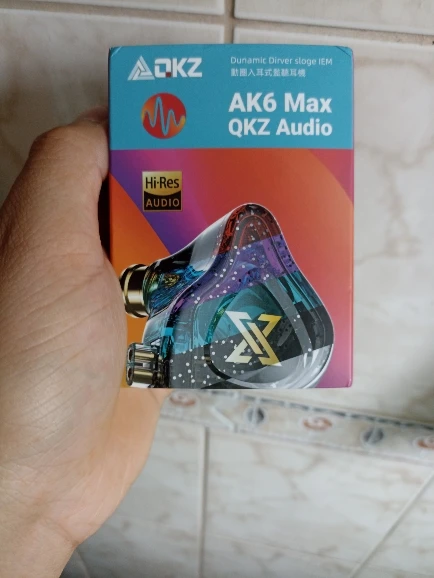 QKZ
Dunamic Dirver sloge IEM
動圈入耳式監聽耳機
AK6 Max
QKZ Audio
Hi-Res
AUDIO